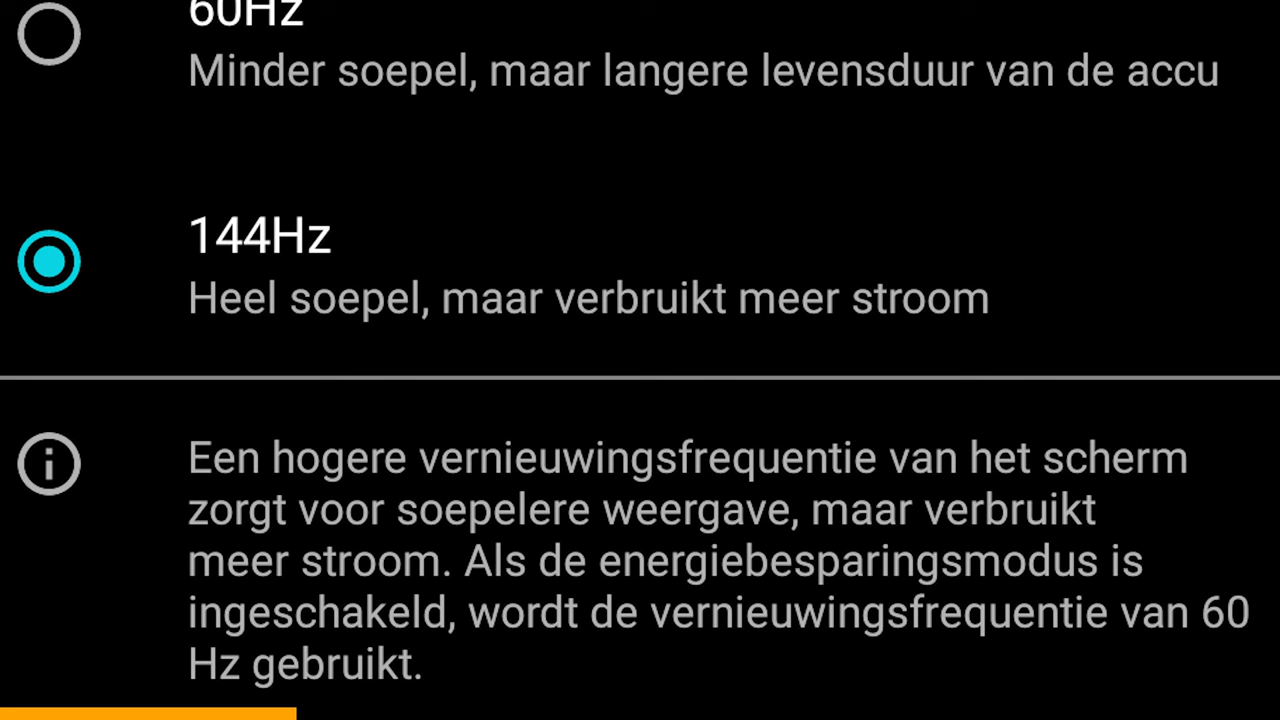 60Hz
Minder soepel, maar langere levensduur van de accu
144Hz
Heel soepel, maar verbruikt meer stroom
Een hogere vernieuwingsfrequentie van het scherm
zorgt voor soepelere weergave, maar verbruikt
meer stroom. Als de energiebesparingsmodus is
ingeschakeld, wordt de vernieuwingsfrequentie van 60
Hz gebruikt.